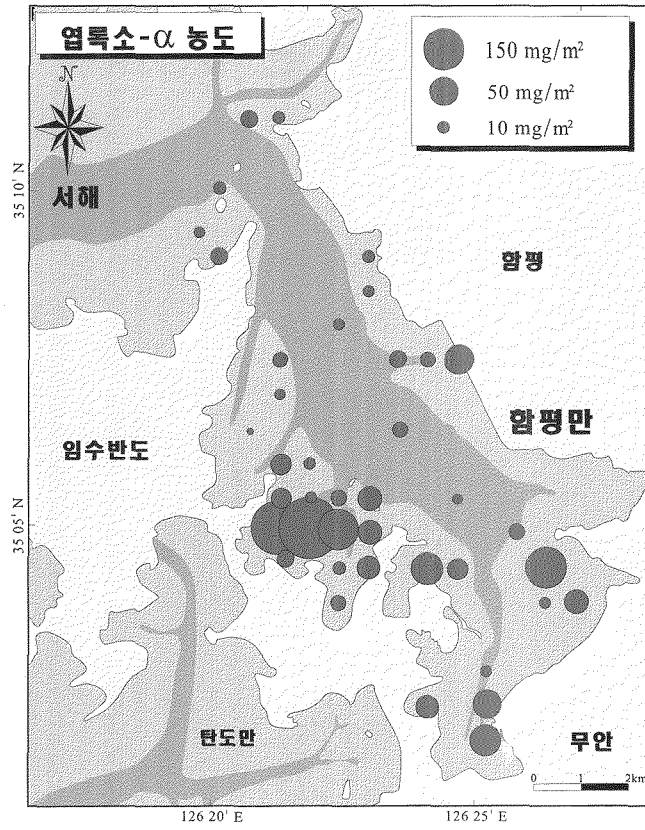 엽록소-α 농도
150 mg/m²
50 mg/m²
10 mg/m²
N
35 10' N
서해
함평
함평만
임수반도
35 05' N
탄도만
무안
0 1 2km
126 20' E
126 25' E